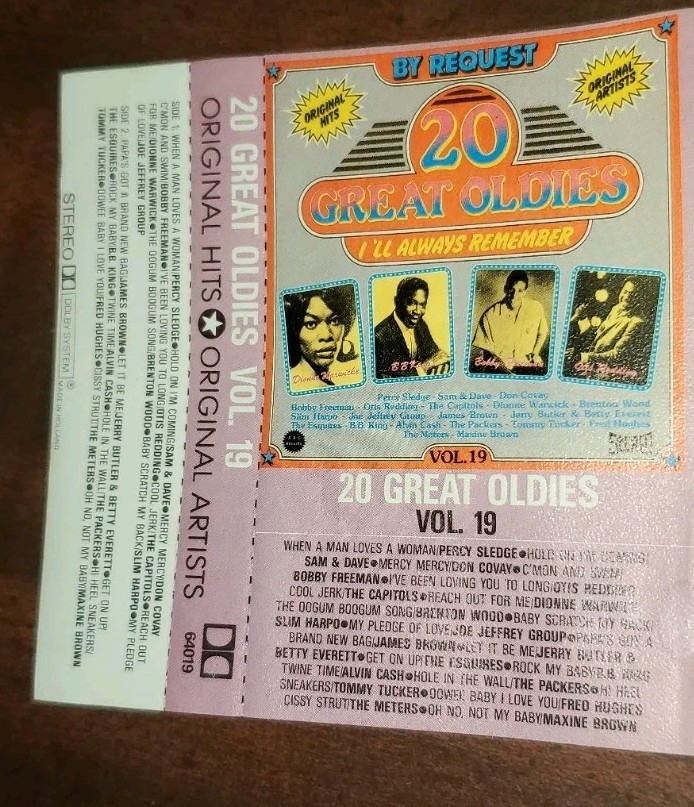 BY REQUEST
ORIGINAL HITS
ORIGINAL ARTISTS
20
GREAT OLDIES
I'LL ALWAYS REMEMBER
Dionne Warwicke
B.B. King
Bobby Freeman
Otis Redding
Percy Sledge - Sam & Dave - Don Covay
Bobby Freeman - Otis Redding - The Capitols - Dionne Warwick - Brenton Wood
Slim Harpo - Joe Jeffrey Group - James Brown - Jerry Butler & Betty Everett
The Esquires - B.B. King - Alvin Cash - The Packers - Tommy Tucker - Fred Hughes
The Meters - Maxine Brown
VOL.19
STEREO
20 GREAT OLDIES
VOL. 19
WHEN A MAN LOVES A WOMAN/PERCY SLEDGE●HOLD ON I'M COMING/
SAM & DAVE●MERCY MERCY/DON COVAY●C'MON AND SWIM/
BOBBY FREEMAN●I'VE BEEN LOVING YOU TO LONG/OTIS REDDING●
COOL JERK/THE CAPITOLS●REACH OUT FOR ME/DIONNE WARWICK●
THE OOGUM BOOGUM SONG/BRENTON WOOD●BABY SCRATCH MY BACK/
SLIM HARPO●MY PLEDGE OF LOVE/JOE JEFFREY GROUP●PAPA'S GOT A
BRAND NEW BAG/JAMES BROWN●LET IT BE ME/JERRY BUTLER &
BETTY EVERETT●GET ON UP/THE ESQUIRES●ROCK MY BABY/B.B. KING
TWINE TIME/ALVIN CASH●HOLE IN THE WALL/THE PACKERS●HI HEEL
SNEAKERS/TOMMY TUCKER●OOWEE BABY I LOVE YOU/FRED HUGHES
CISSY STRUT/THE METERS●OH NO, NOT MY BABY/MAXINE BROWN
20 GREAT OLDIES VOL. 19
ORIGINAL HITS ★ ORIGINAL ARTISTS
64019
SIDE 1: WHEN A MAN LOVES A WOMAN/PERCY SLEDGE●HOLD ON I'M COMING/SAM & DAVE●MERCY MERCY/DON COVAY
C'MON AND SWIM/BOBBY FREEMAN●I'VE BEEN LOVING YOU TO LONG/OTIS REDDING●COOL JERK/THE CAPITOLS●REACH OUT
FOR ME/DIONNE WARWICK●THE OOGUM BOOGUM SONG/BRENTON WOOD●BABY SCRATCH MY BACK/SLIM HARPO●MY PLEDGE
OF LOVE/JOE JEFFREY GROUP
SIDE 2: PAPA'S GOT A BRAND NEW BAG/JAMES BROWN●LET IT BE ME/JERRY BUTLER & BETTY EVERETT●GET ON UP/
THE ESQUIRES●ROCK MY BABY/B.B. KING●TWINE TIME/ALVIN CASH●HOLE IN THE WALL/THE PACKERS●HI HEEL SNEAKERS/
TOMMY TUCKER●OOWEE BABY I LOVE YOU/FRED HUGHES●CISSY STRUT/THE METERS●OH NO, NOT MY BABY/MAXINE BROWN
STEREO DOLBY SYSTEM ® MADE IN HOLLAND